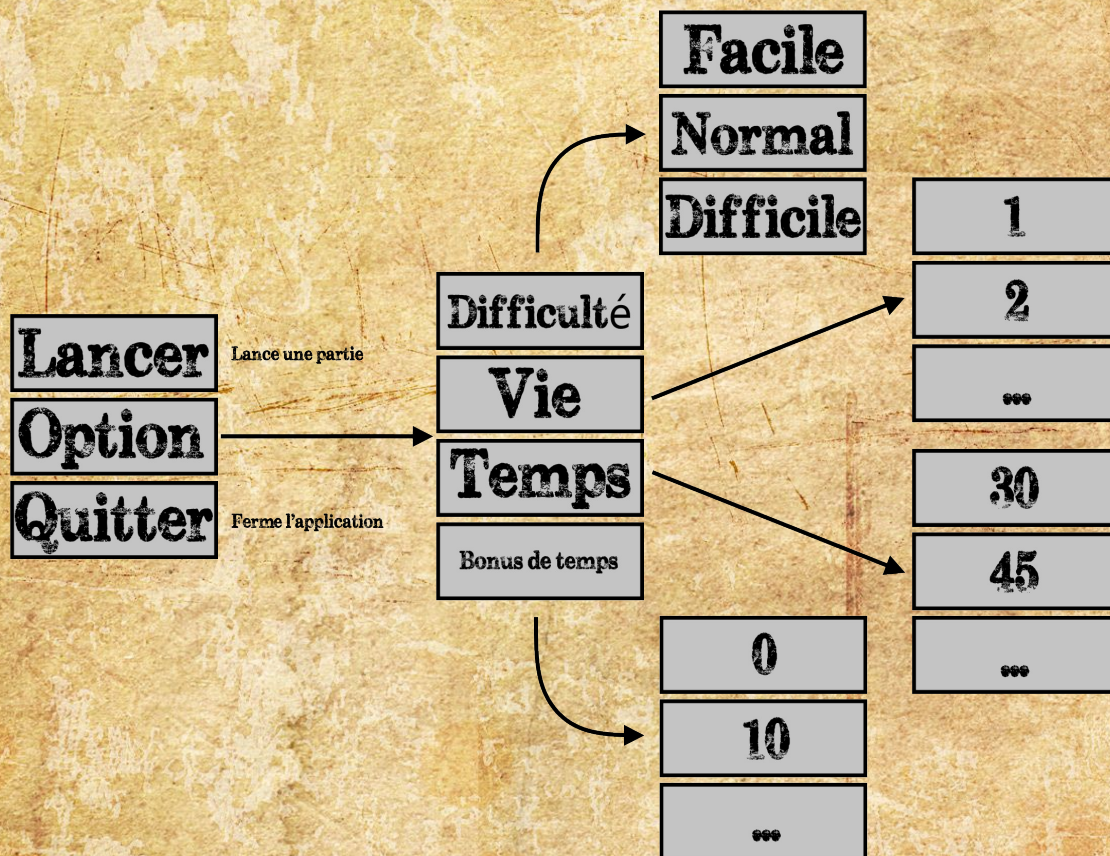 Lancer
Lance une partie
Option
Quitter
Ferme l'application
Difficulté
Vie
Temps
Bonus de temps
Facile
Normal
Difficile
1
2
...
30
45
...
0
10
...